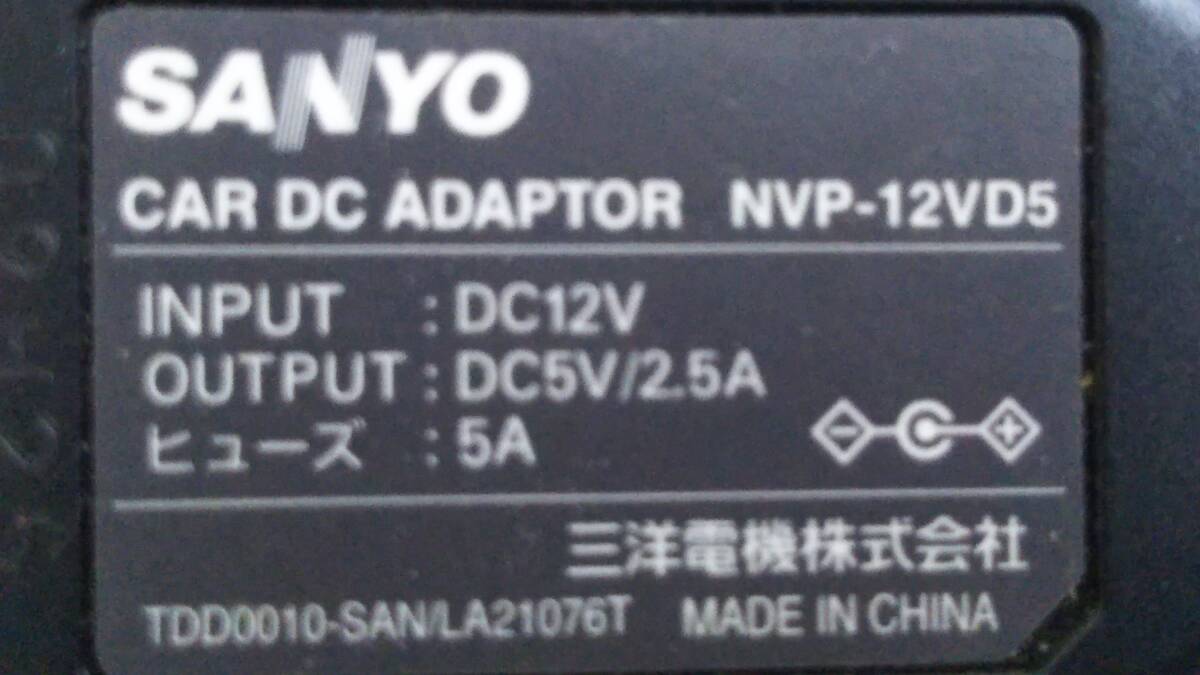 SANYO
CAR DC ADAPTOR NVP-12VD5
INPUT : DC12V
OUTPUT : DC5V/2.5A
ヒューズ : 5A
三洋電機株式会社
TDD0010-SAN/LA21076T MADE IN CHINA